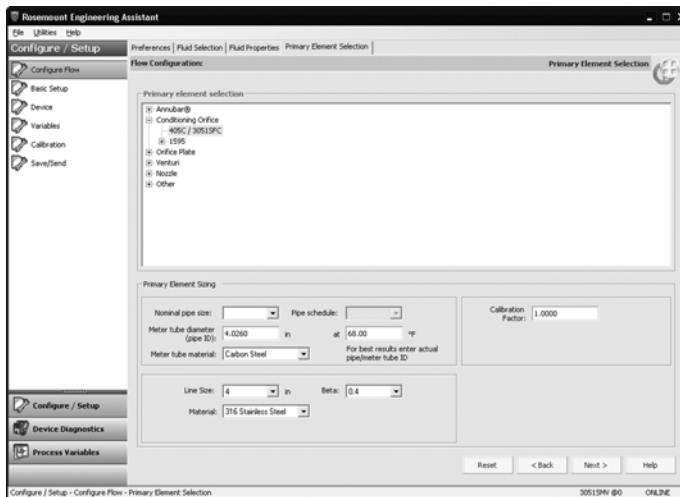 Rosemount Engineering Assistant
File Utilities Help
Configure / Setup
Preferences Fluid Selection Fluid Properties Primary Element Selection
Flow Configuration: Primary Element Selection
Configure Flow
Basic Setup
Device
Variables
Calibration
Save/Send
Primary element selection
Annubar®
Conditioning Orifice
405C / 3051SFC
1595
Orifice Plate
Venturi
Nozzle
Other
Primary Element Sizing
Nominal pipe size: Pipe schedule:
Meter tube diameter (pipe ID): 4.0260 in at 68.00 °F
Meter tube material: Carbon Steel
For best results enter actual
pipe/meter tube ID
Calibration
Factor: 1.0000
Line Size: 4 in Beta: 0.4
Material: 316 Stainless Steel
Configure / Setup
Device Diagnostics
Process Variables
Reset < Back Next > Help
Configure / Setup - Configure Flow - Primary Element Selection 3051SMV @0 ONLINE